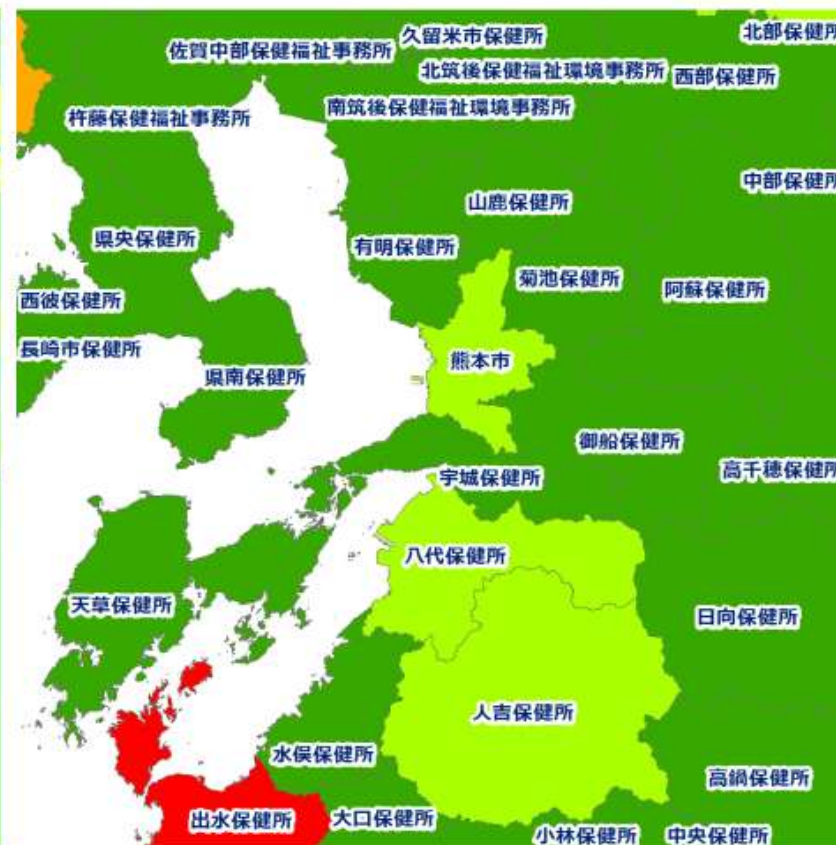 久留米市保健所
北部保健所
佐賀中部保健福祉事務所
北筑後保健福祉環境事務所
西部保健所
杵藤保健福祉事務所
南筑後保健福祉環境事務所
中部保健所
山鹿保健所
県央保健所
有明保健所
菊池保健所
阿蘇保健所
西彼保健所
長崎市保健所
熊本市
県南保健所
御船保健所
高千穂保健所
宇城保健所
八代保健所
天草保健所
日向保健所
人吉保健所
水俣保健所
高鍋保健所
出水保健所
大口保健所
小林保健所
中央保健所